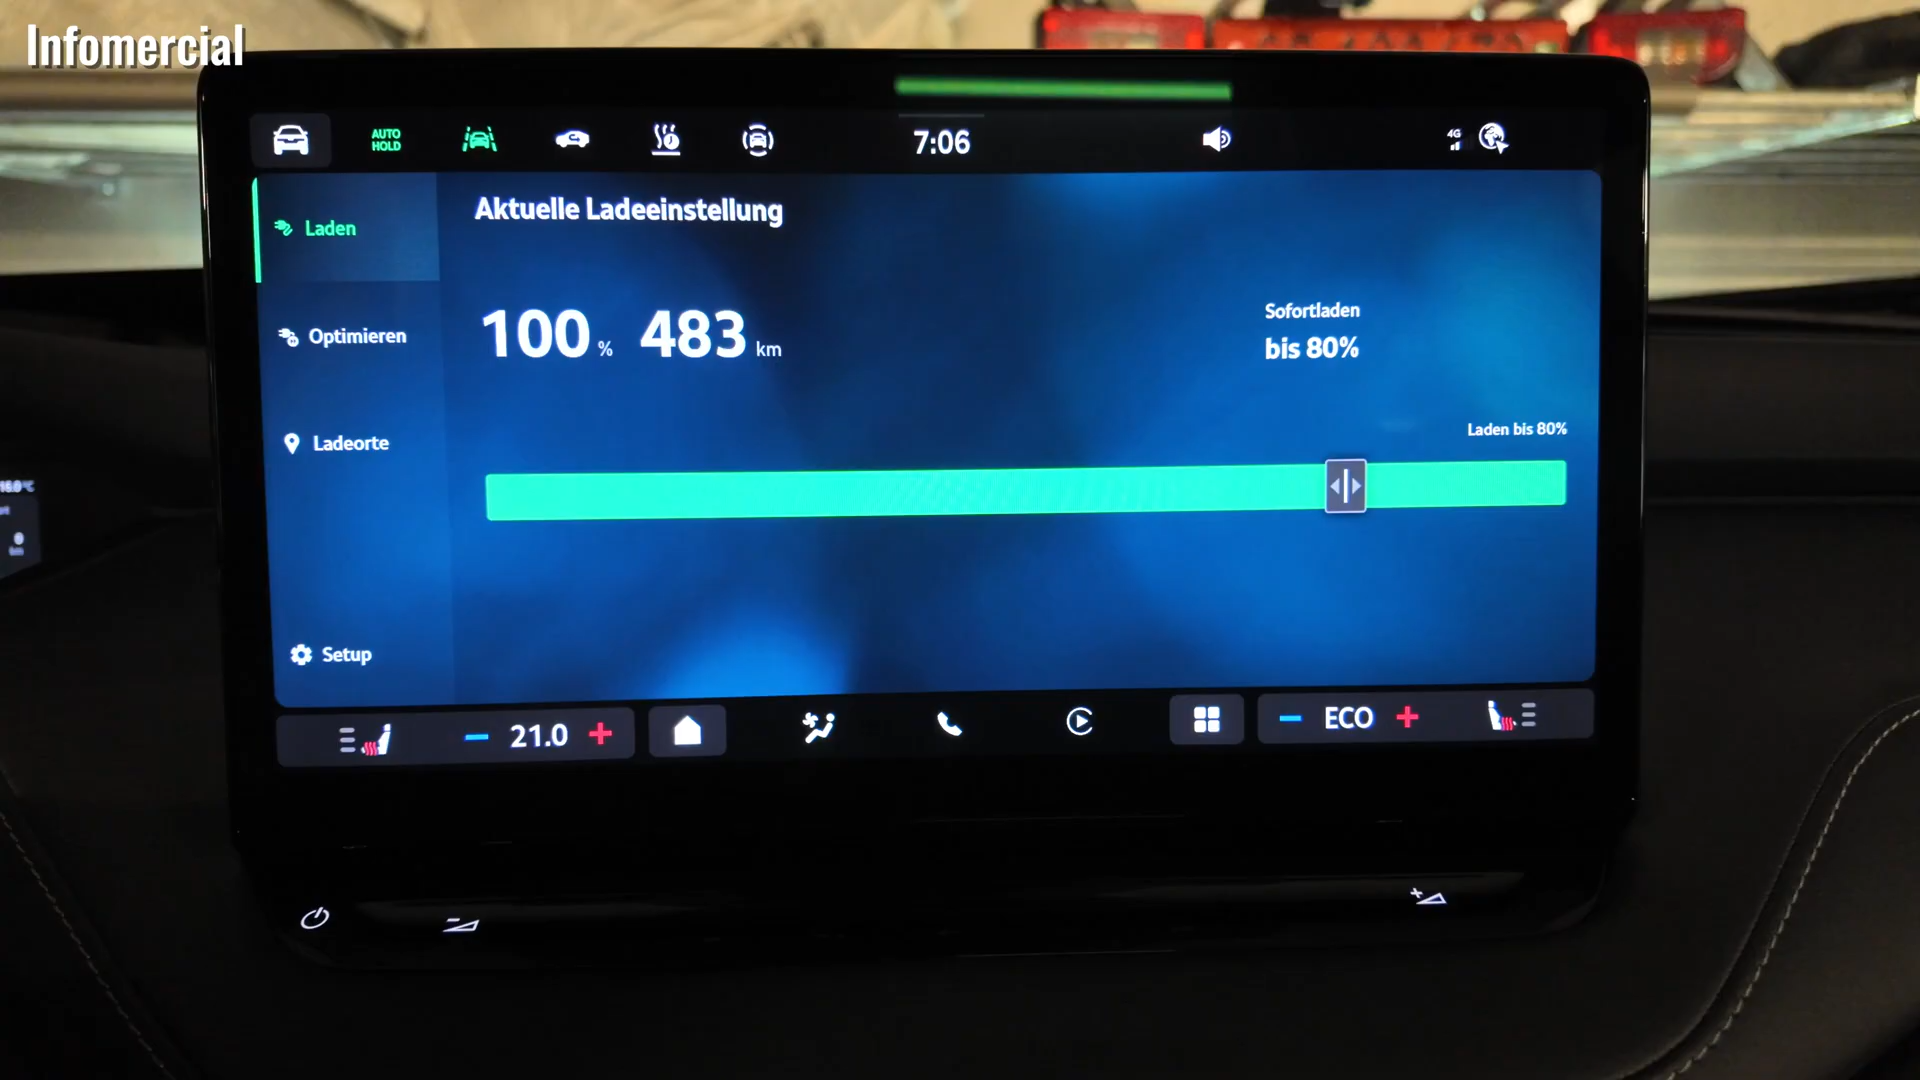 Infomercial
AUTO
HOLD
7:06
4G
Laden
Aktuelle Ladeeinstellung
Optimieren
100 % 483 km
Sofortladen
bis 80%
Ladeorte
Laden bis 80%
Setup
21.0
ECO